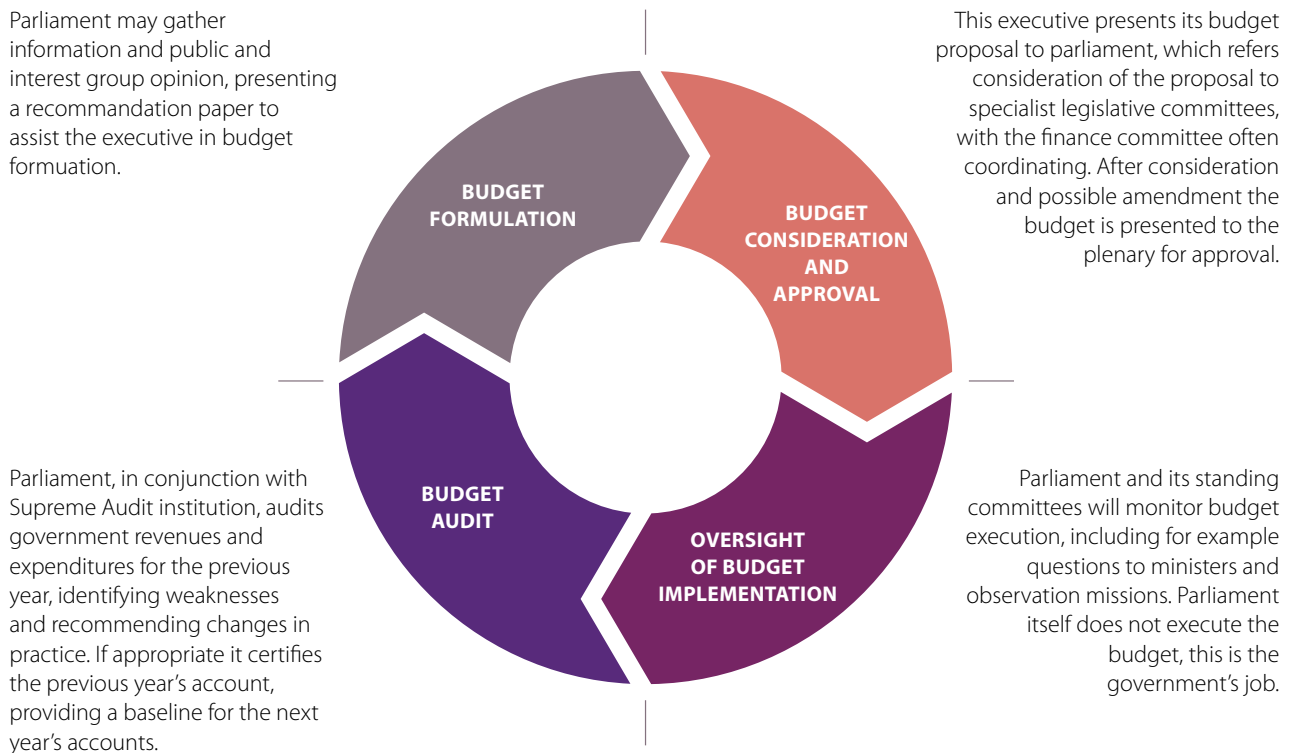 Parliament may gather
information and public and
interest group opinion, presenting
a recommandation paper to
assist the executive in budget
formuation.
This executive presents its budget
proposal to parliament, which refers
consideration of the proposal to
specialist legislative committees,
with the finance committee often
coordinating. After consideration
and possible amendment the
budget is presented to the
plenary for approval.
BUDGET
FORMULATION
BUDGET
CONSIDERATION
AND
APPROVAL
Parliament, in conjunction with
Supreme Audit institution, audits
government revenues and
expenditures for the previous
year, identifying weaknesses
and recommending changes in
practice. If appropriate it certifies
the previous year’s account,
providing a baseline for the next
year’s accounts.
BUDGET
AUDIT
OVERSIGHT
OF BUDGET
IMPLEMENTATION
Parliament and its standing
committees will monitor budget
execution, including for example
questions to ministers and
observation missions. Parliament
itself does not execute the
budget, this is the
government’s job.